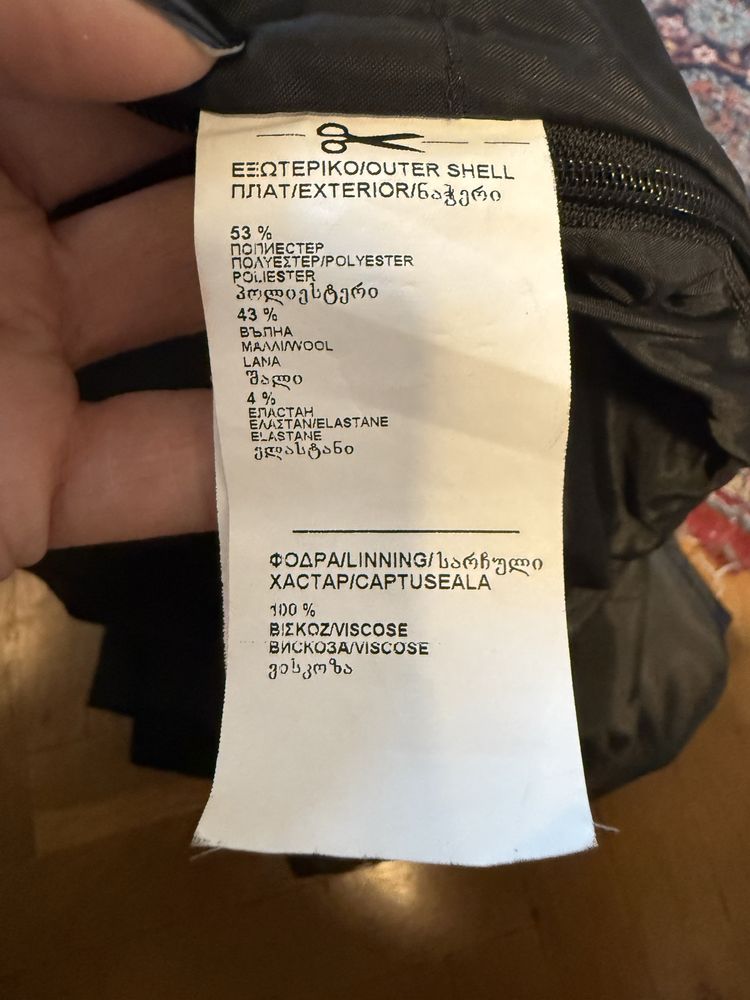 ΕΞΩΤΕΡΙΚΟ/OUTER SHELL
ПЛАТ/EXTERIOR/ნაჭერი
53 %
ПОЛИЕСТЕР
ΠΟΛΥΕΣΤΕΡ/POLYESTER
POLIESTER
პოლიესტერი
43 %
ВЪЛНА
ΜΑΛΛΙ/WOOL
LANA
შალი
4 %
ЕЛАСТАН
ΕΛΑΣΤΑΝ/ELASTANE
ELASTANE
ელასტანი
ΦΟΔΡΑ/LINNING/სარჩული
ХАСТАР/CAPTUSEALA
100 %
ΒΙΣΚΟΖ/VISCOSE
ВИСКОЗА/VISCOSE
ვისკოზა